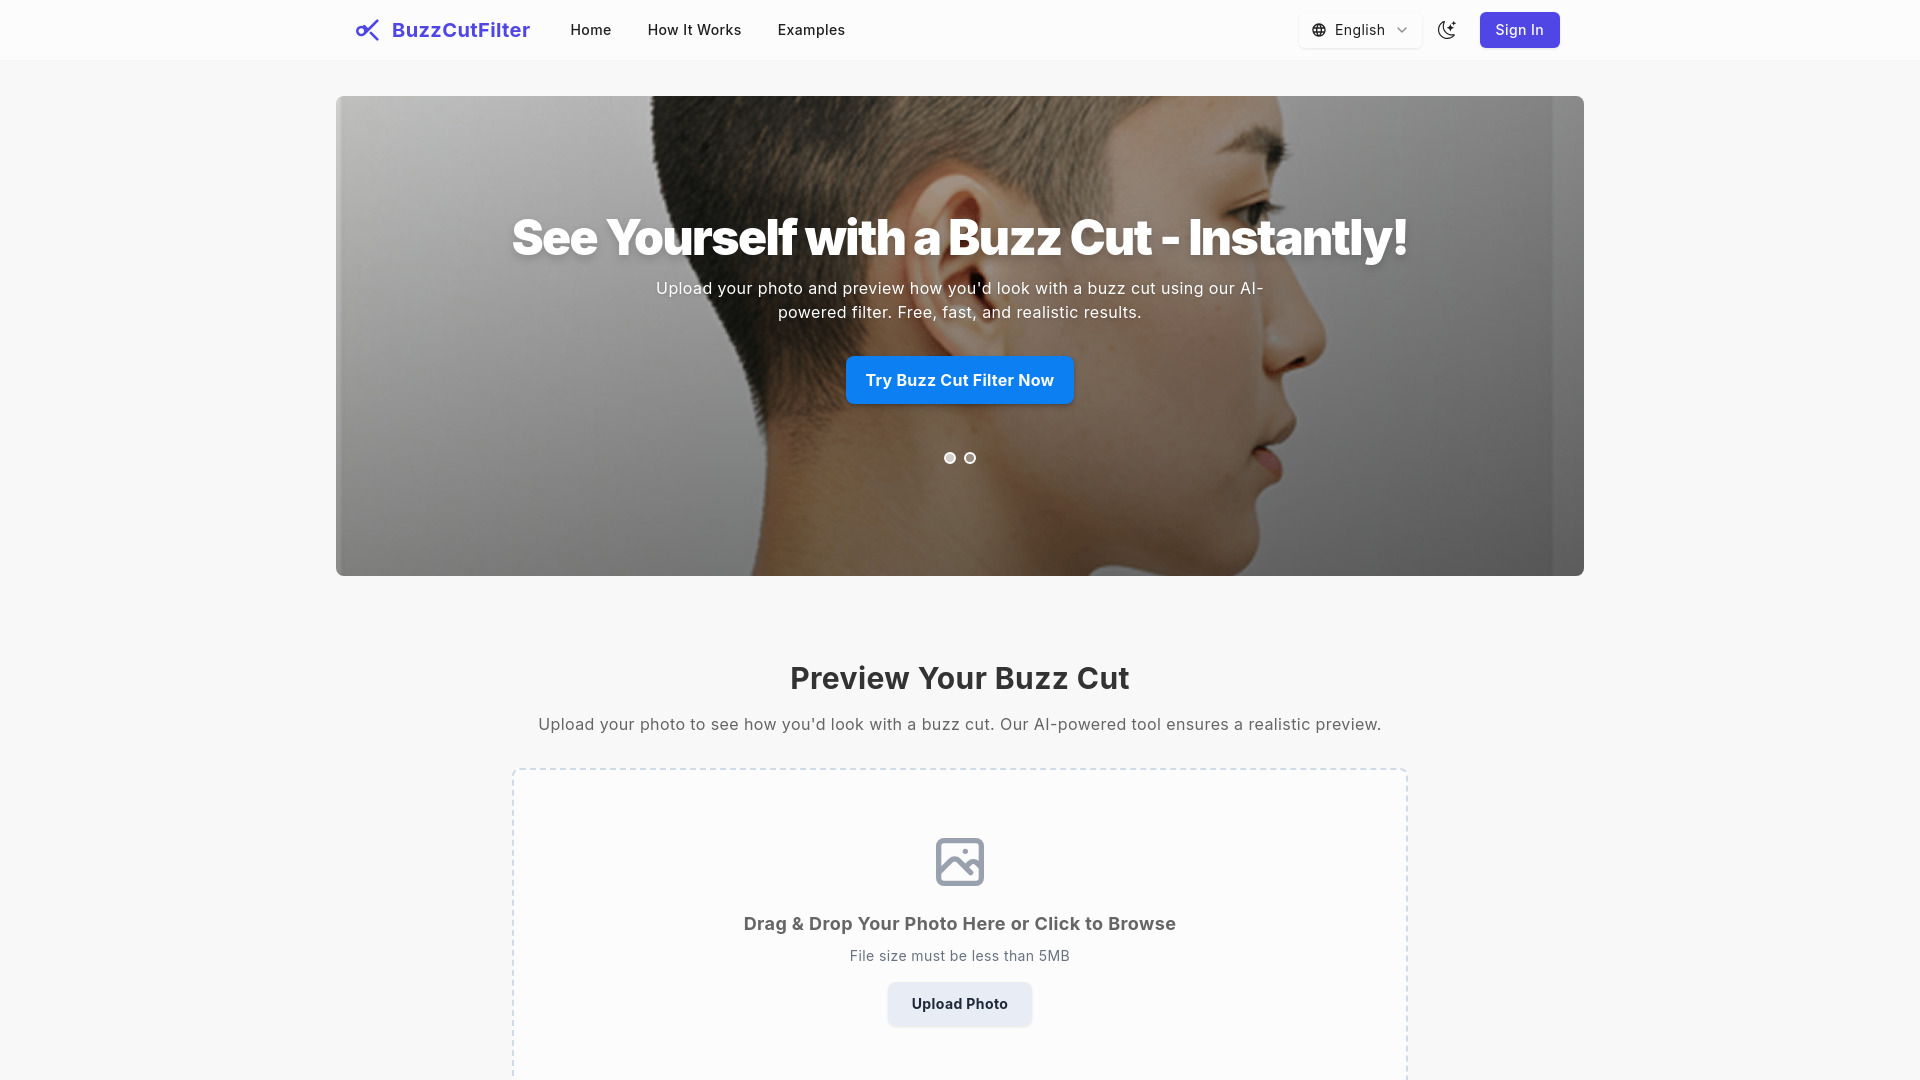 BuzzCutFilter
Home
How It Works
Examples
English
Sign In
See Yourself with a Buzz Cut - Instantly!
Upload your photo and preview how you'd look with a buzz cut using our AI-
powered filter. Free, fast, and realistic results.
Try Buzz Cut Filter Now
Preview Your Buzz Cut
Upload your photo to see how you'd look with a buzz cut. Our AI-powered tool ensures a realistic preview.
Drag & Drop Your Photo Here or Click to Browse
File size must be less than 5MB
Upload Photo